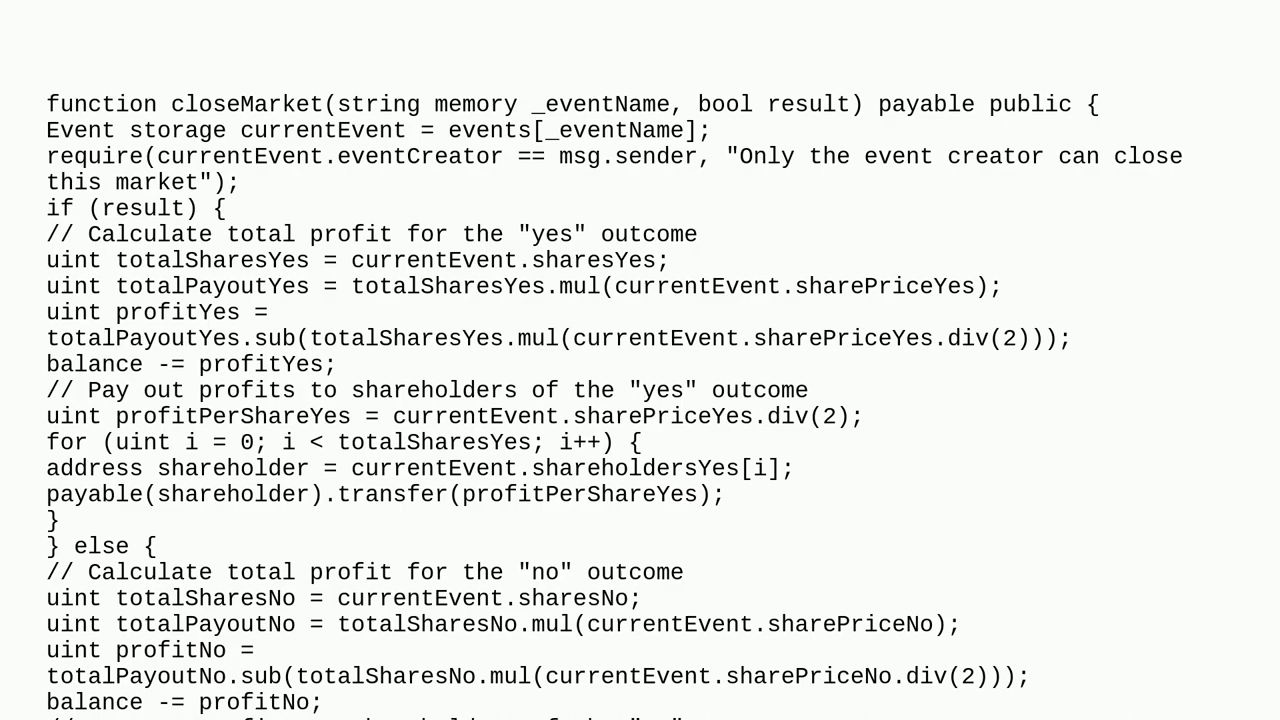 function closeMarket(string memory _eventName, bool result) payable public {
Event storage currentEvent = events[_eventName];
require(currentEvent.eventCreator == msg.sender, "Only the event creator can close
this market");
if (result) {
// Calculate total profit for the "yes" outcome
uint totalSharesYes = currentEvent.sharesYes;
uint totalPayoutYes = totalSharesYes.mul(currentEvent.sharePriceYes);
uint profitYes =
totalPayoutYes.sub(totalSharesYes.mul(currentEvent.sharePriceYes.div(2)));
balance -= profitYes;
// Pay out profits to shareholders of the "yes" outcome
uint profitPerShareYes = currentEvent.sharePriceYes.div(2);
for (uint i = 0; i < totalSharesYes; i++) {
address shareholder = currentEvent.shareholdersYes[i];
payable(shareholder).transfer(profitPerShareYes);
}
} else {
// Calculate total profit for the "no" outcome
uint totalSharesNo = currentEvent.sharesNo;
uint totalPayoutNo = totalSharesNo.mul(currentEvent.sharePriceNo);
uint profitNo =
totalPayoutNo.sub(totalSharesNo.mul(currentEvent.sharePriceNo.div(2)));
balance -= profitNo;